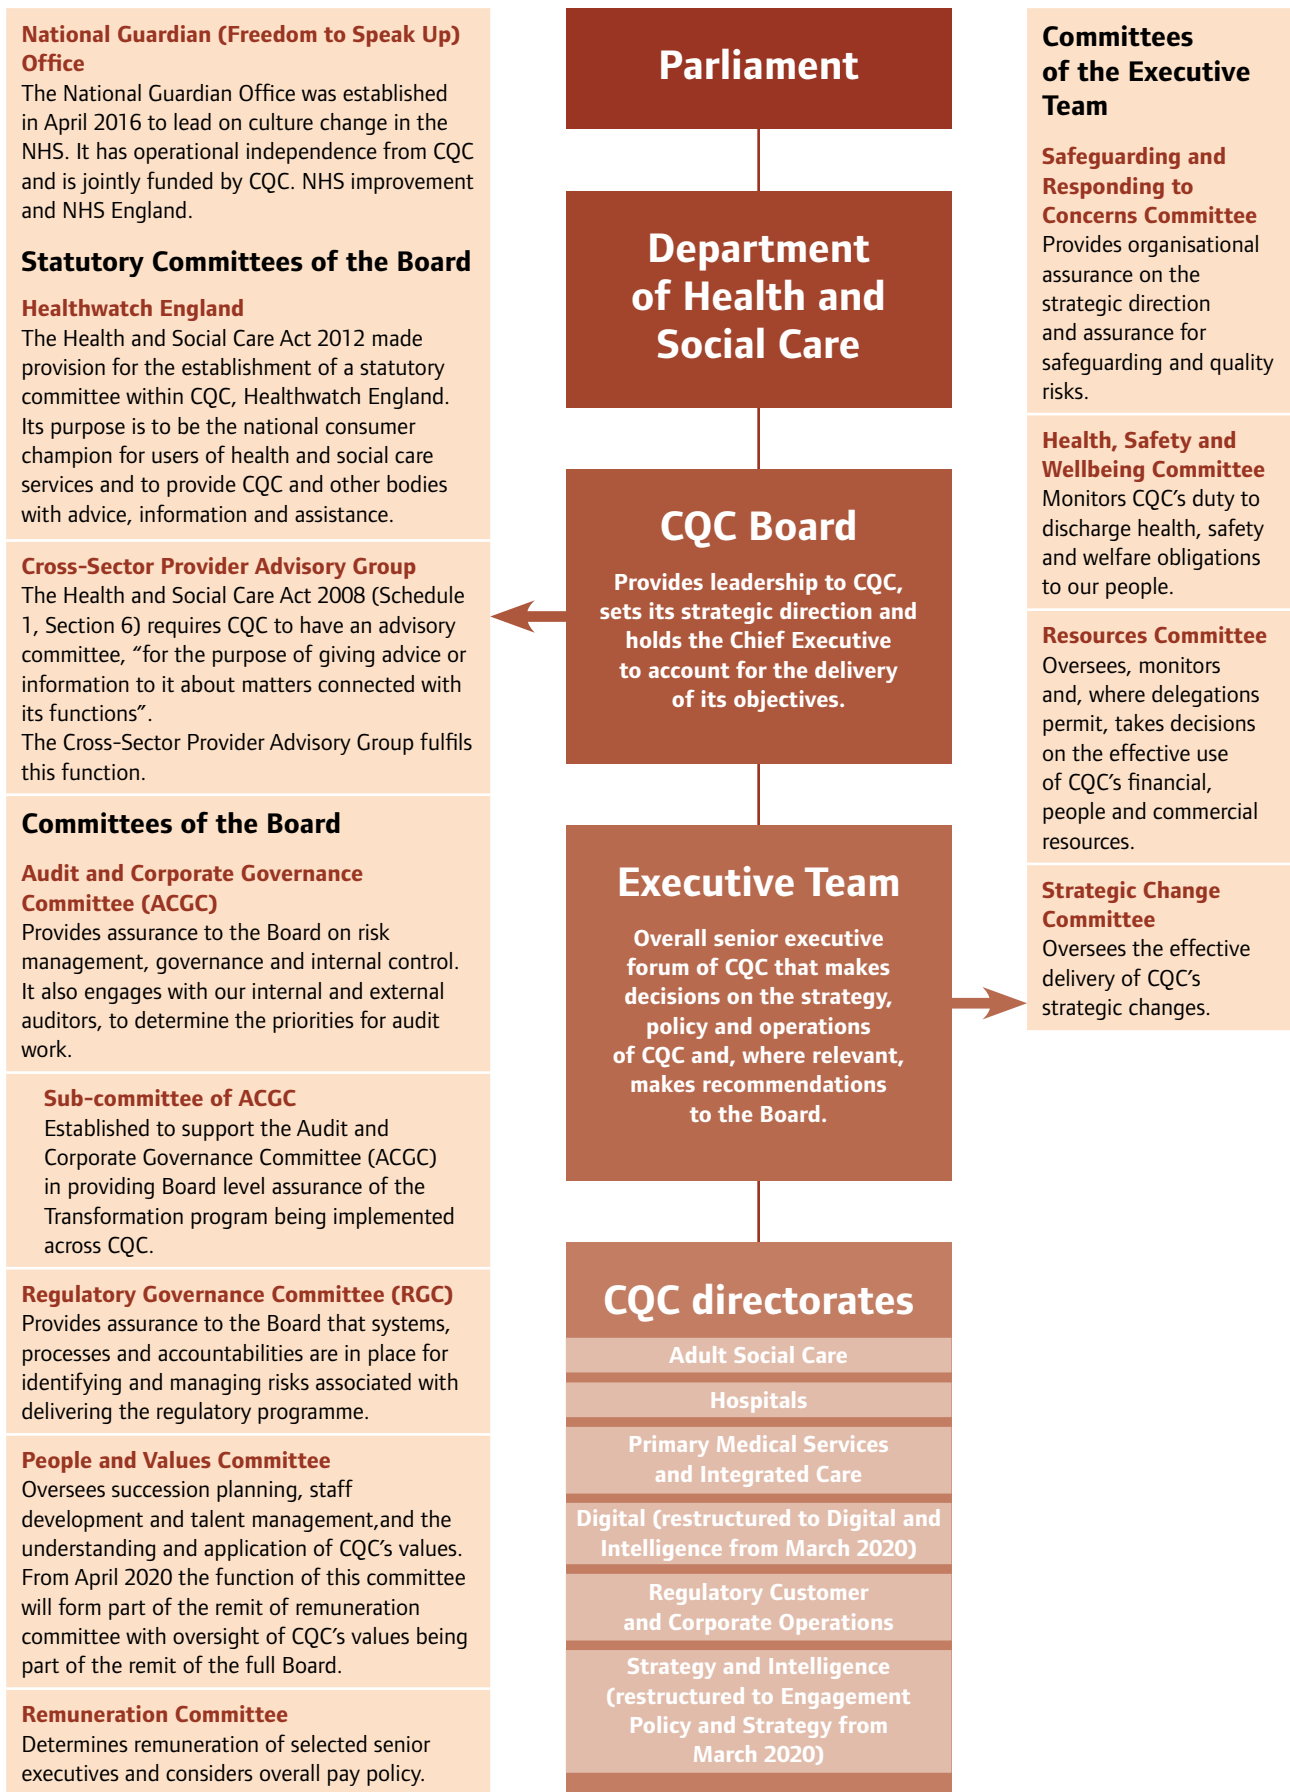 National Guardian (Freedom to Speak Up)
Office
The National Guardian Office was established
in April 2016 to lead on culture change in the
NHS. It has operational independence from CQC
and is jointly funded by CQC. NHS improvement
and NHS England.
Statutory Committees of the Board
Healthwatch England
The Health and Social Care Act 2012 made
provision for the establishment of a statutory
committee within CQC, Healthwatch England.
Its purpose is to be the national consumer
champion for users of health and social care
services and to provide CQC and other bodies
with advice, information and assistance.
Cross-Sector Provider Advisory Group
The Health and Social Care Act 2008 (Schedule
1, Section 6) requires CQC to have an advisory
committee, “for the purpose of giving advice or
information to it about matters connected with
its functions”.
The Cross-Sector Provider Advisory Group fulfils
this function.
Committees of the Board
Audit and Corporate Governance
Committee (ACGC)
Provides assurance to the Board on risk
management, governance and internal control.
It also engages with our internal and external
auditors, to determine the priorities for audit
work.
Sub-committee of ACGC
Established to support the Audit and
Corporate Governance Committee (ACGC)
in providing Board level assurance of the
Transformation program being implemented
across CQC.
Regulatory Governance Committee (RGC)
Provides assurance to the Board that systems,
processes and accountabilities are in place for
identifying and managing risks associated with
delivering the regulatory programme.
People and Values Committee
Oversees succession planning, staff
development and talent management,and the
understanding and application of CQC’s values.
From April 2020 the function of this committee
will form part of the remit of remuneration
committee with oversight of CQC’s values being
part of the remit of the full Board.
Remuneration Committee
Determines remuneration of selected senior
executives and considers overall pay policy.
Parliament
Department
of Health and
Social Care
CQC Board
Provides leadership to CQC,
sets its strategic direction and
holds the Chief Executive
to account for the delivery
of its objectives.
Executive Team
Overall senior executive
forum of CQC that makes
decisions on the strategy,
policy and operations
of CQC and, where relevant,
makes recommendations
to the Board.
CQC directorates
Adult Social Care
Hospitals
Primary Medical Services
and Integrated Care
Digital (restructured to Digital and
Intelligence from March 2020)
Regulatory Customer
and Corporate Operations
Strategy and Intelligence
(restructured to Engagement
Policy and Strategy from
March 2020)
Committees
of the Executive
Team
Safeguarding and
Responding to
Concerns Committee
Provides organisational
assurance on the
strategic direction
and assurance for
safeguarding and quality
risks.
Health, Safety and
Wellbeing Committee
Monitors CQC’s duty to
discharge health, safety
and welfare obligations
to our people.
Resources Committee
Oversees, monitors
and, where delegations
permit, takes decisions
on the effective use
of CQC’s financial,
people and commercial
resources.
Strategic Change
Committee
Oversees the effective
delivery of CQC’s
strategic changes.